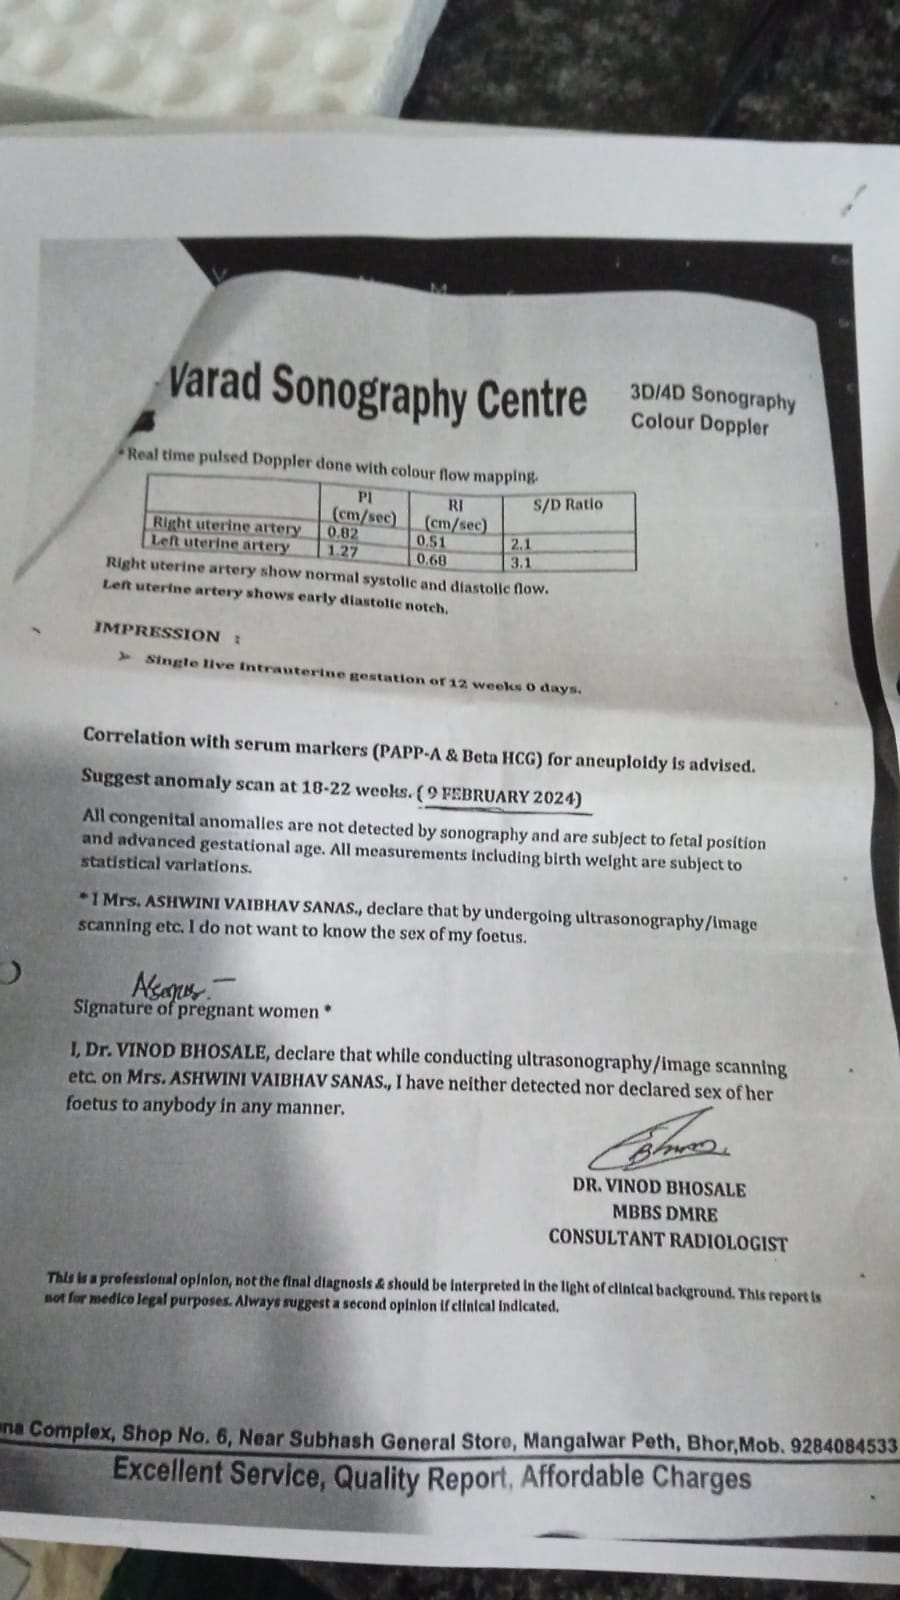 Varad Sonography Centre
3D/4D Sonography
Colour Doppler
* Real time pulsed Doppler done with colour flow mapping.
PI (cm/sec) RI (cm/sec) S/D Ratio
Right uterine artery 0.82 0.51 2.1
Left uterine artery 1.27 0.68 3.1
Right uterine artery show normal systolic and diastolic flow.
Left uterine artery shows early diastolic notch.
IMPRESSION :
➢ Single live intrauterine gestation of 12 weeks 0 days.
Correlation with serum markers (PAPP-A & Beta HCG) for aneuploidy is advised.
Suggest anomaly scan at 18-22 weeks. ( 9 FEBRUARY 2024)
All congenital anomalies are not detected by sonography and are subject to fetal position
and advanced gestational age. All measurements including birth weight are subject to
statistical variations.
* I Mrs. ASHWINI VAIBHAV SANAS., declare that by undergoing ultrasonography/image
scanning etc. I do not want to know the sex of my foetus.
Signature of pregnant women *
I, Dr. VINOD BHOSALE, declare that while conducting ultrasonography/image scanning
etc. on Mrs. ASHWINI VAIBHAV SANAS., I have neither detected nor declared sex of her
foetus to anybody in any manner.
DR. VINOD BHOSALE
MBBS DMRE
CONSULTANT RADIOLOGIST
This is a professional opinion, not the final diagnosis & should be interpreted in the light of clinical background. This report is
not for medico legal purposes. Always suggest a second opinion if clinical indicated.
Complex, Shop No. 6, Near Subhash General Store, Mangalwar Peth, Bhor,Mob. 9284084533
Excellent Service, Quality Report, Affordable Charges